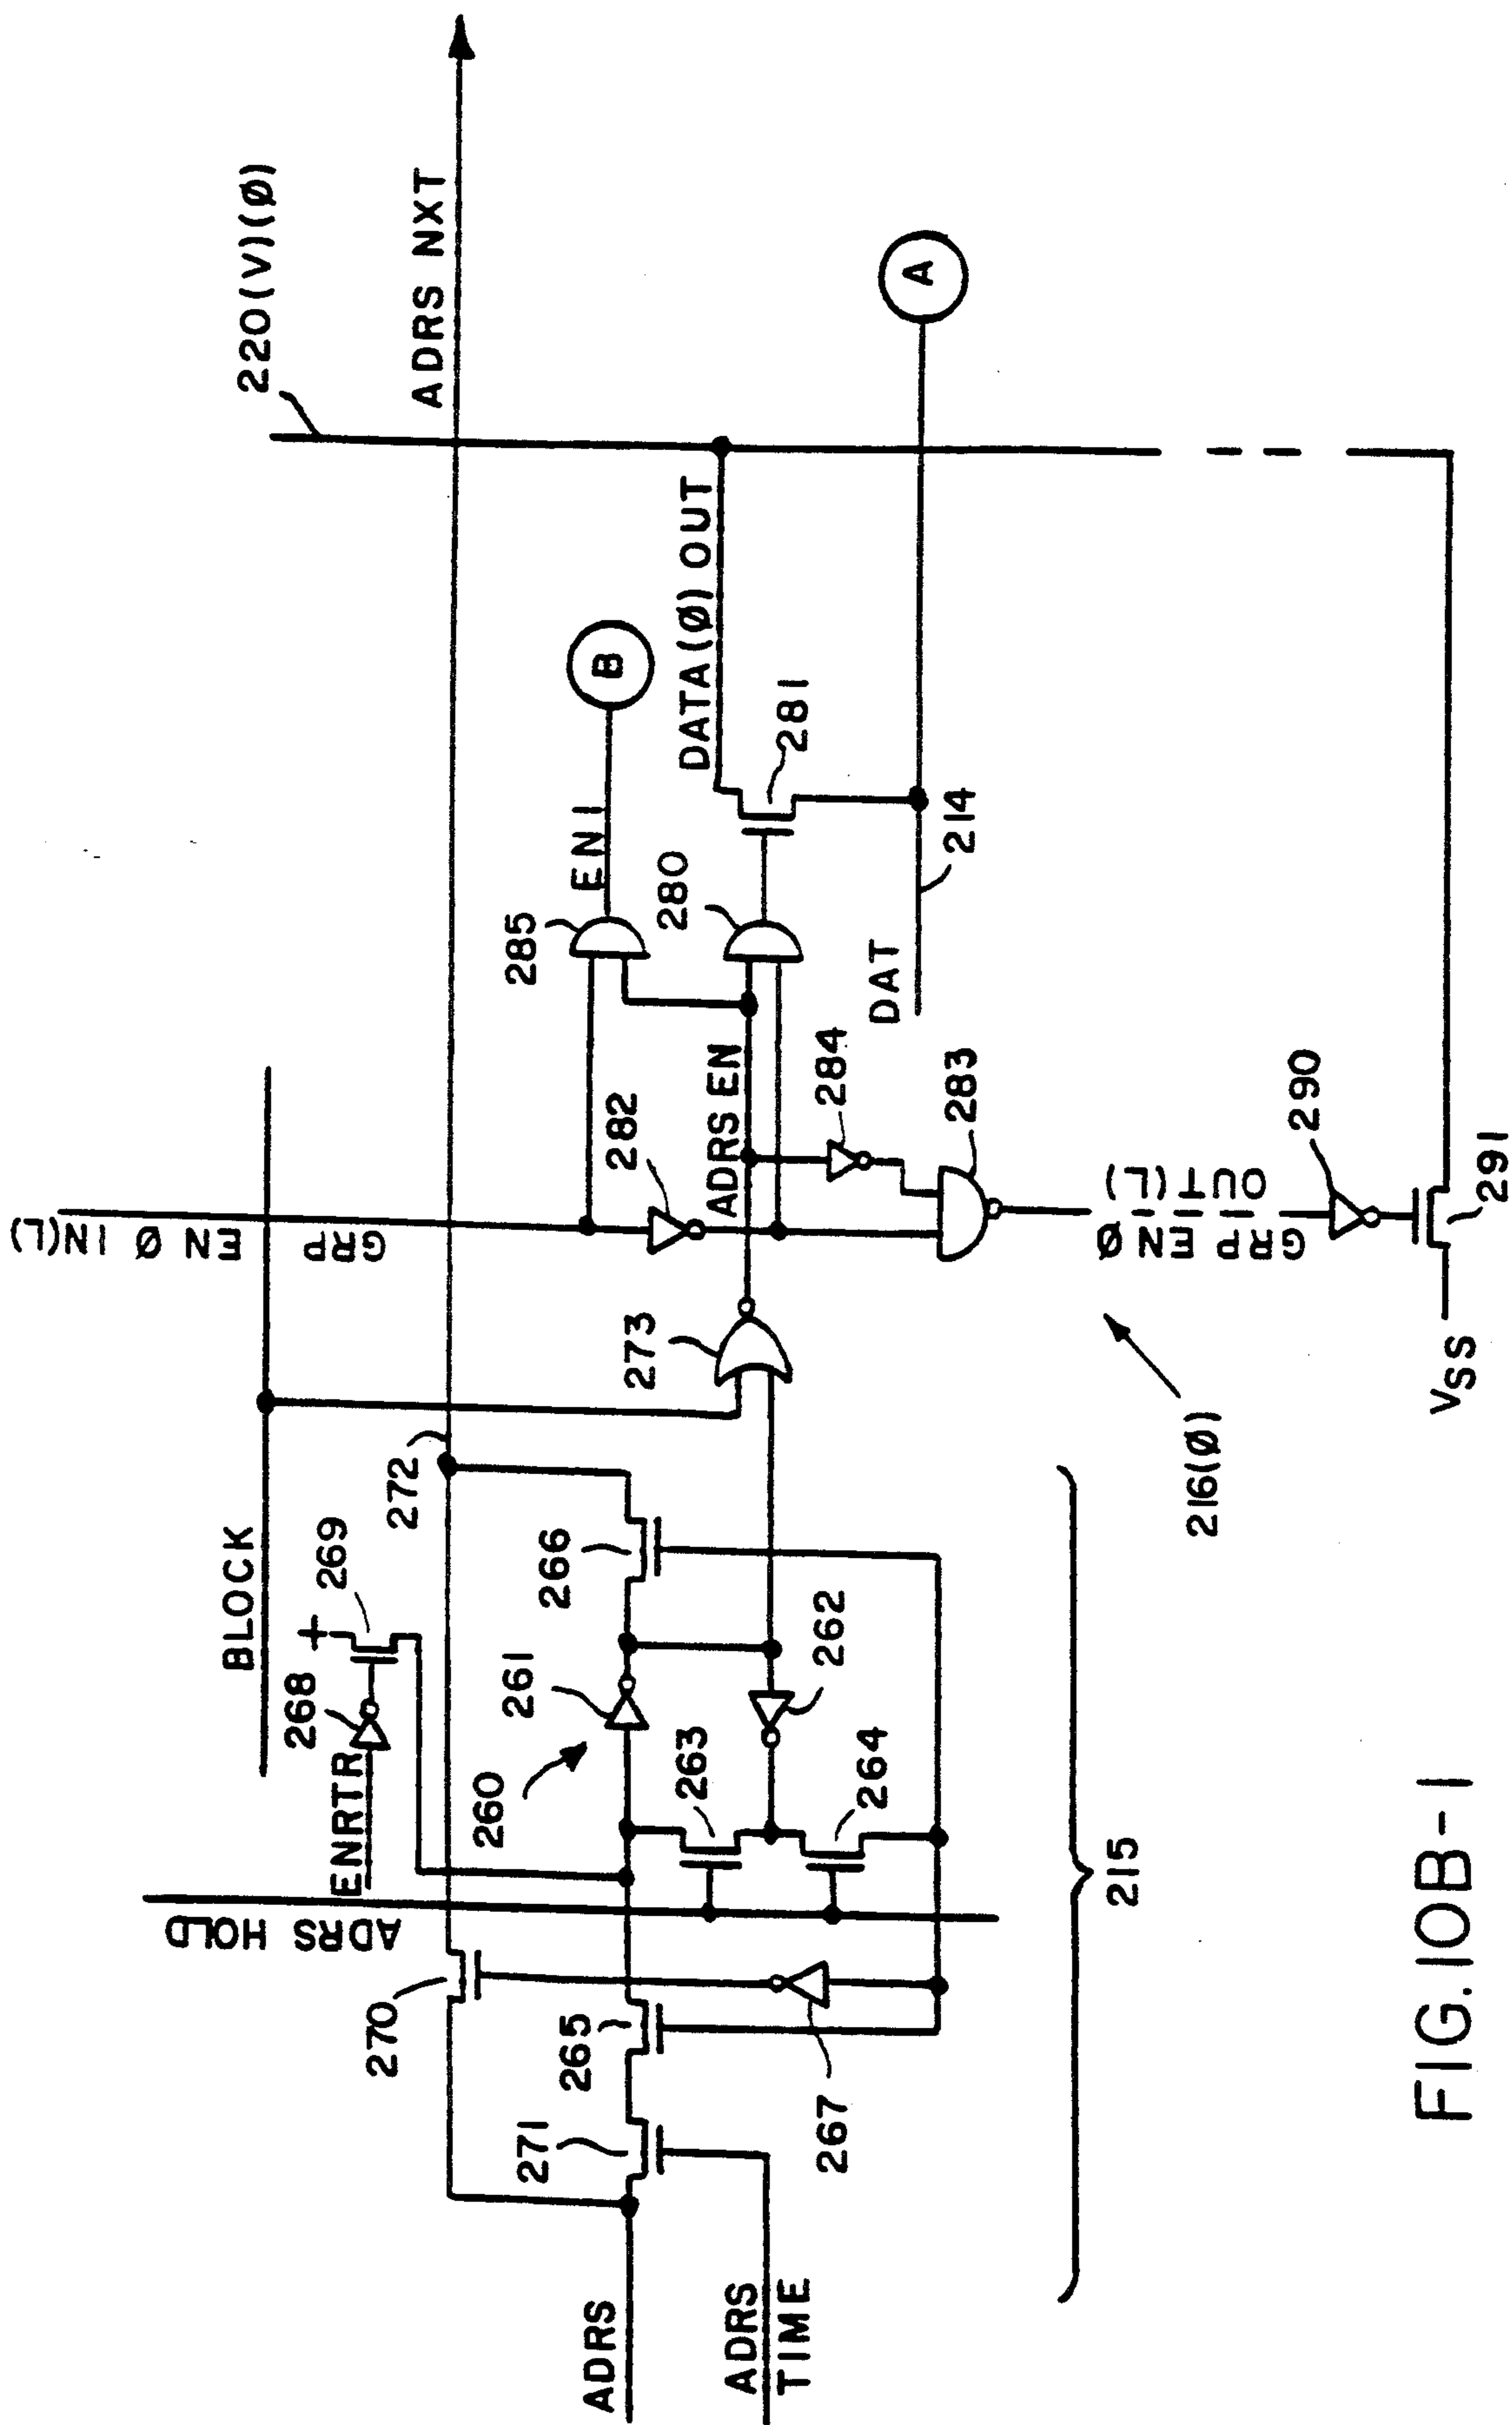 220(V)(Ø)
ADRS NXT
A
B
EN 1
DATA(Ø) OUT
281
285
280
DAT
214
BLOCK
GRP EN Ø IN(L)
282
ADRS EN
284
283
GRP EN Ø OUT(L)
290
291
VSS
273
216(Ø)
272
269
268
ENRTR
266
261
262
260
263
264
ADRS HOLD
270
265
271
267
ADRS
ADRS TIME
215
FIG. 10B-1